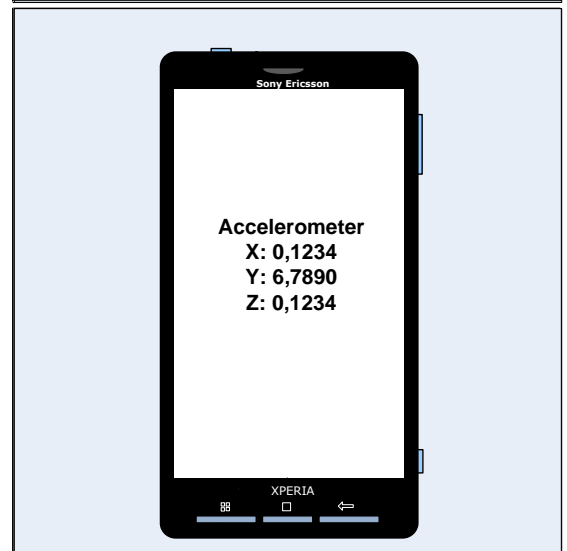 Sony Ericsson
Accelerometer
X: 0,1234
Y: 6,7890
Z: 0,1234
XPERIA